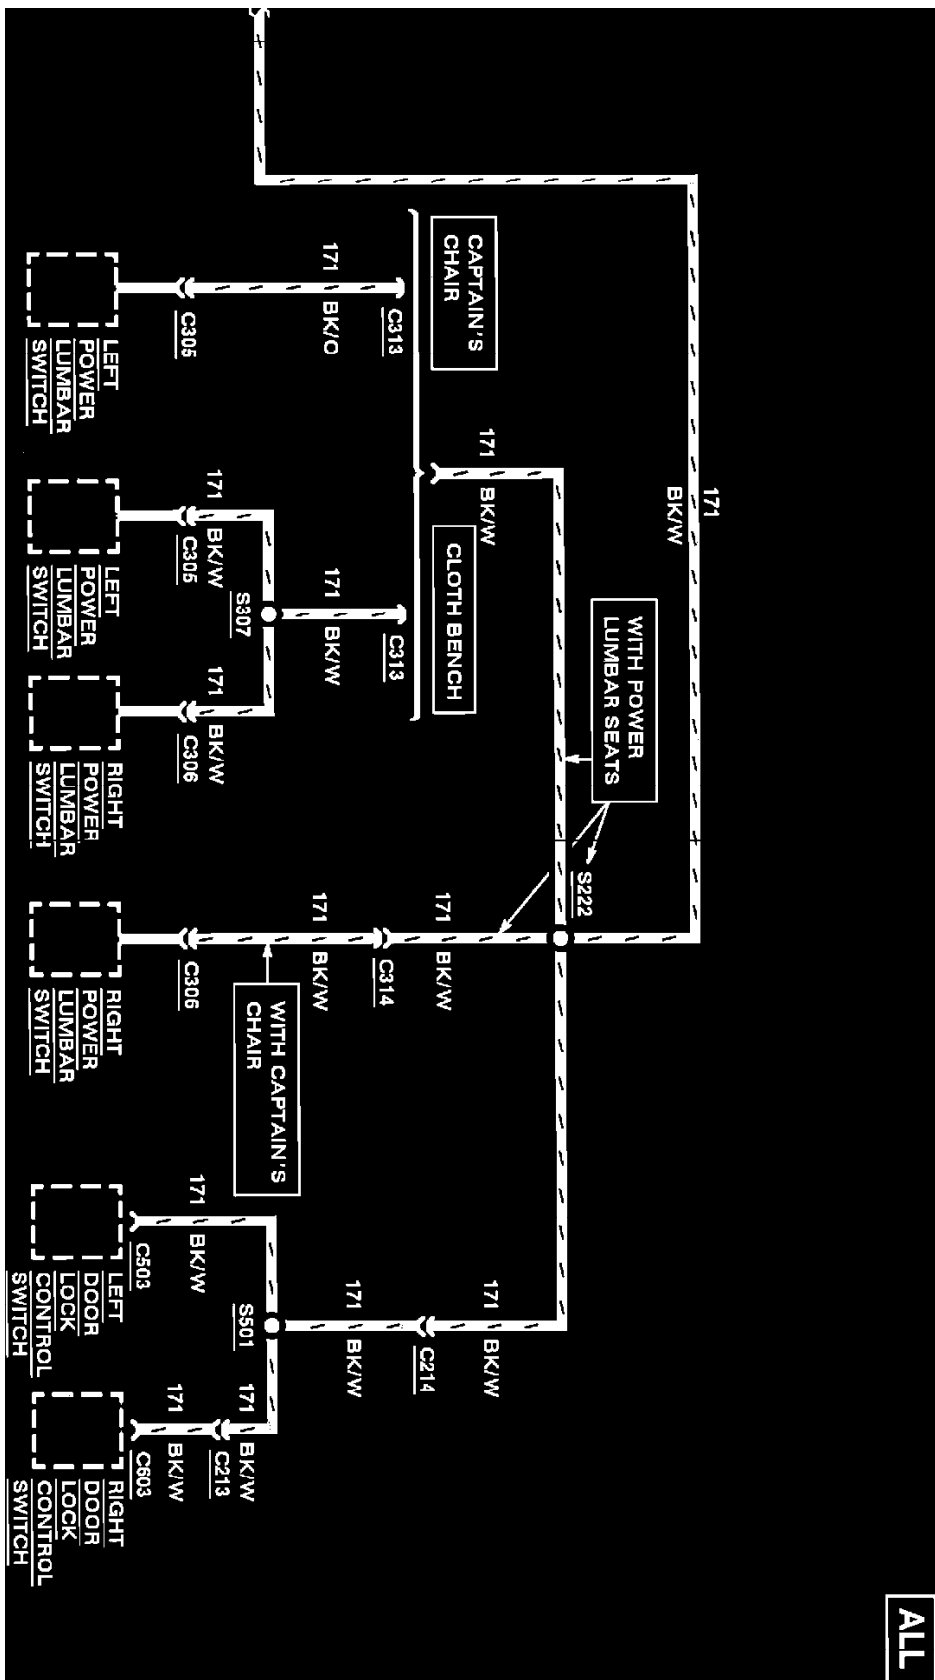 ALL
171
BK/W
WITH POWER
LUMBAR SEATS
S222
171
BK/W
171
BK/W
171
BK/W
CAPTAIN'S
CHAIR
CLOTH BENCH
C214
C313
C313
C314
171
BK/O
171
BK/W
171
BK/W
171
BK/W
WITH CAPTAIN'S
CHAIR
S307
S501
171
BK/W
171
BK/W
171
BK/W
171
BK/W
C213
171
BK/W
C305
C305
C306
C306
C503
C603
LEFT
POWER
LUMBAR
SWITCH
LEFT
POWER
LUMBAR
SWITCH
RIGHT
POWER
LUMBAR
SWITCH
RIGHT
POWER
LUMBAR
SWITCH
LEFT
DOOR
LOCK
CONTROL
SWITCH
RIGHT
DOOR
LOCK
CONTROL
SWITCH